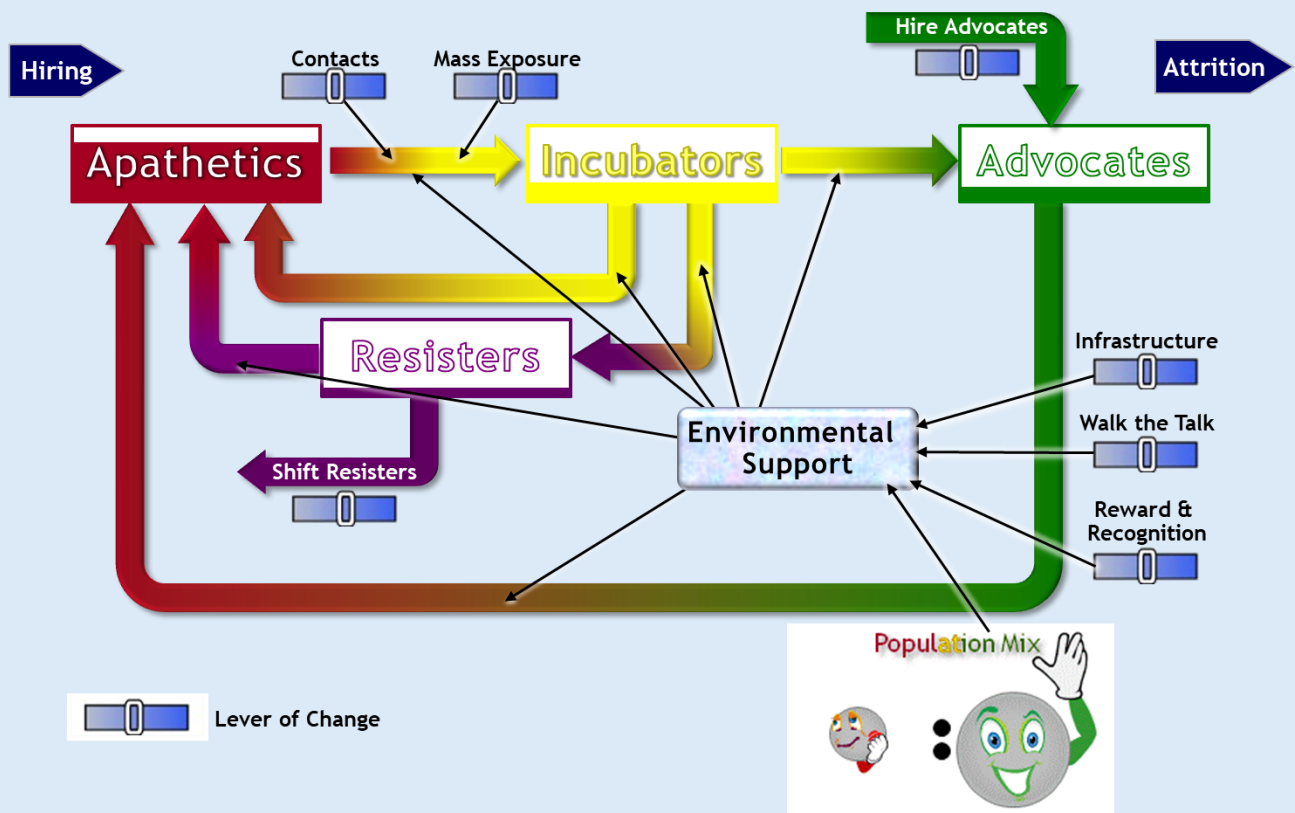 Hire Advocates
Hiring
Contacts
Mass Exposure
Attrition
Apathetics
Incubators
Advocates
Resisters
Infrastructure
Environmental
Support
Walk the Talk
Shift Resisters
Reward &
Recognition
Population Mix
Lever of Change